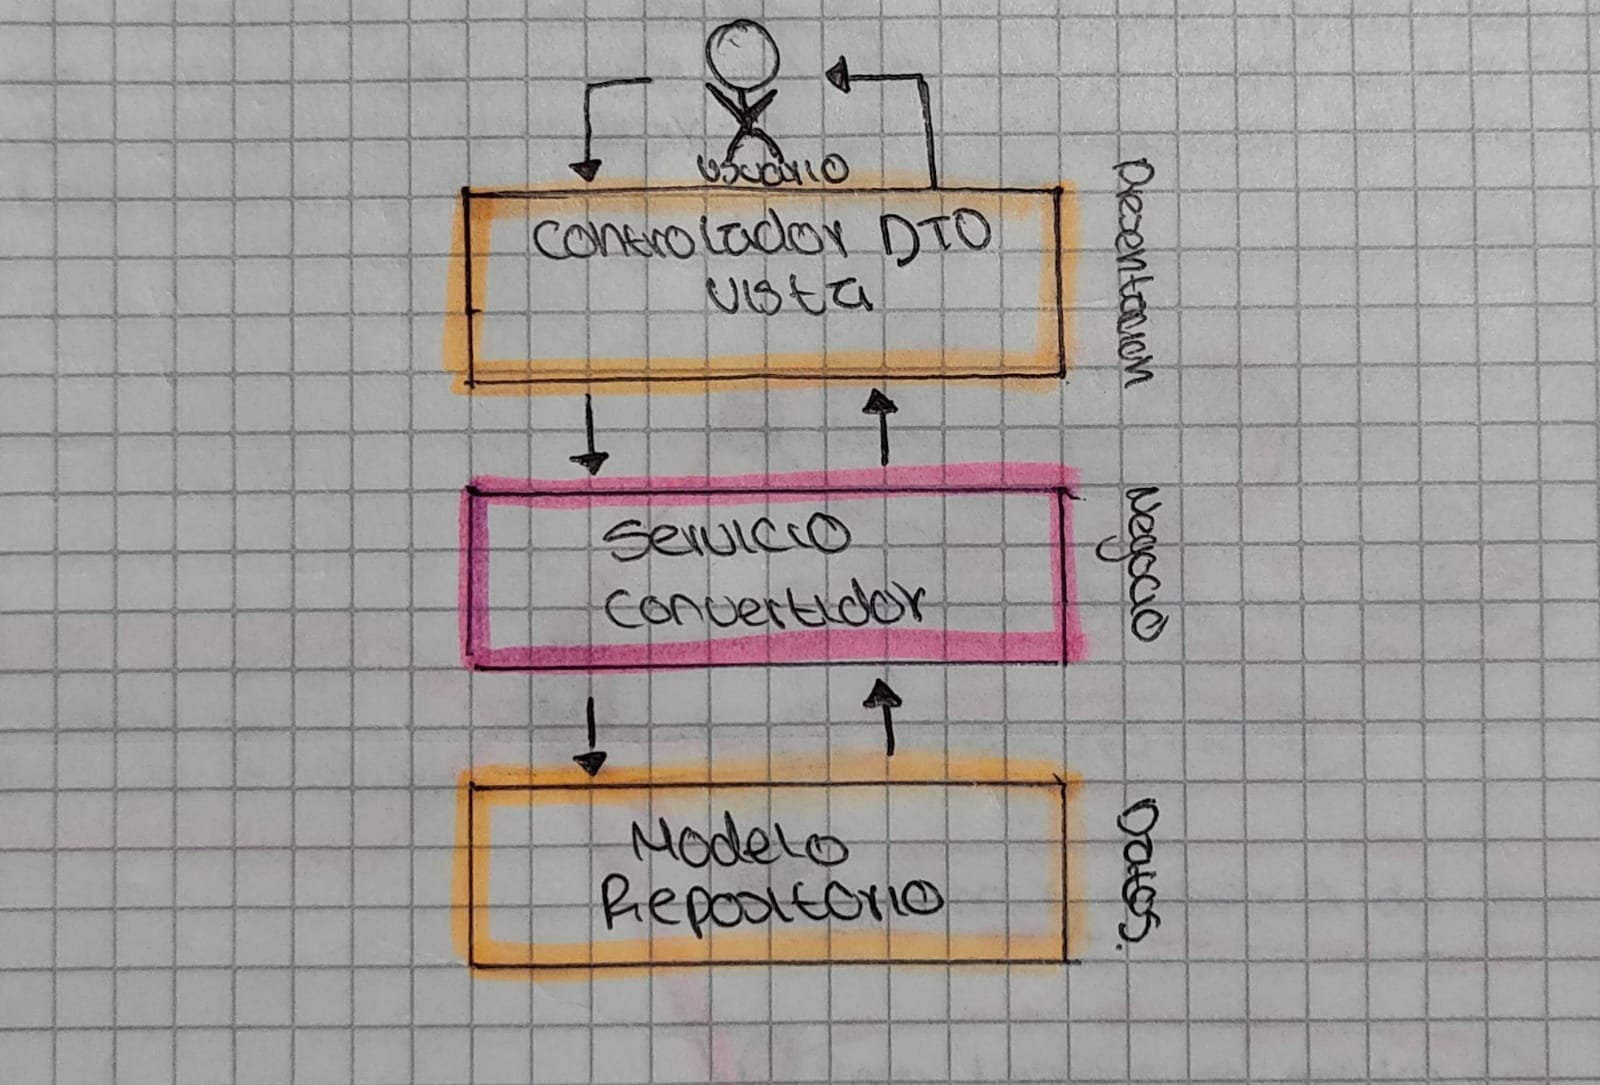 Usuario
Controlador DTO
Vista
Presentacion
Servicio
Convertidor
Negocio
Modelo
Repositorio
Datos.